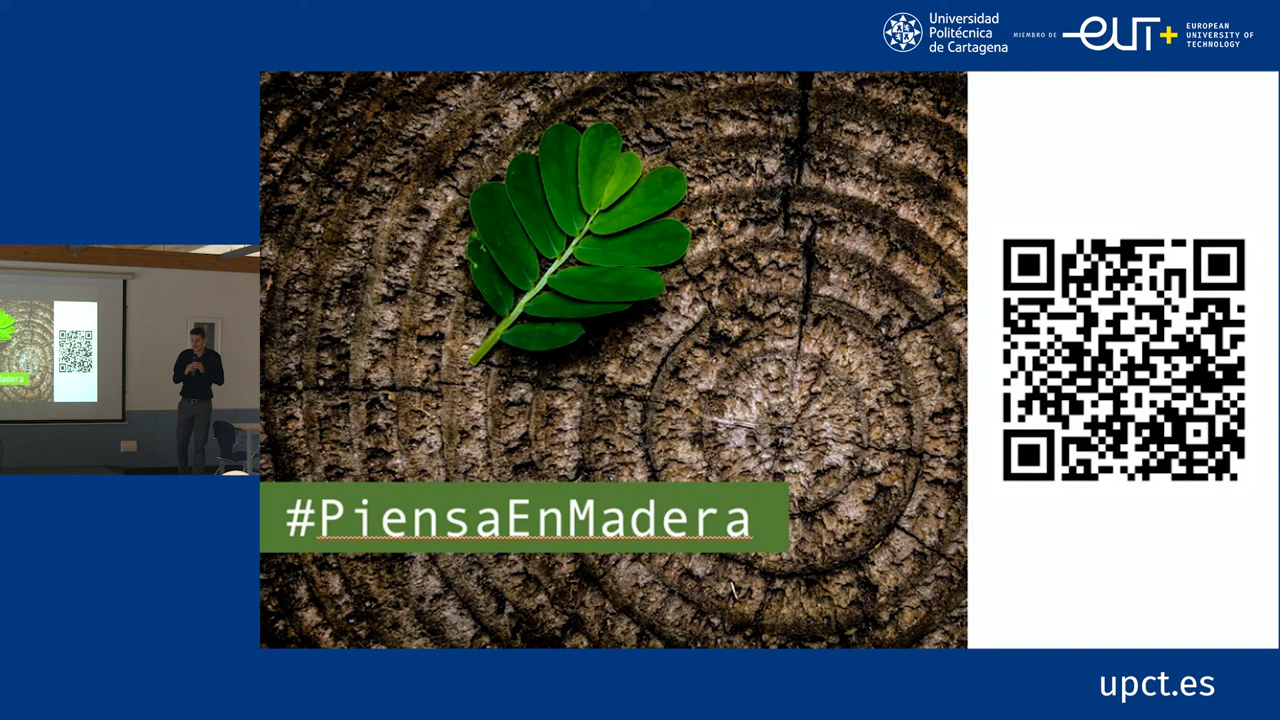 Universidad
Politécnica
de Cartagena
MIEMBRO DE
EUT+
EUROPEAN
UNIVERSITY OF
TECHNOLOGY
#PiensaEnMadera
upct.es